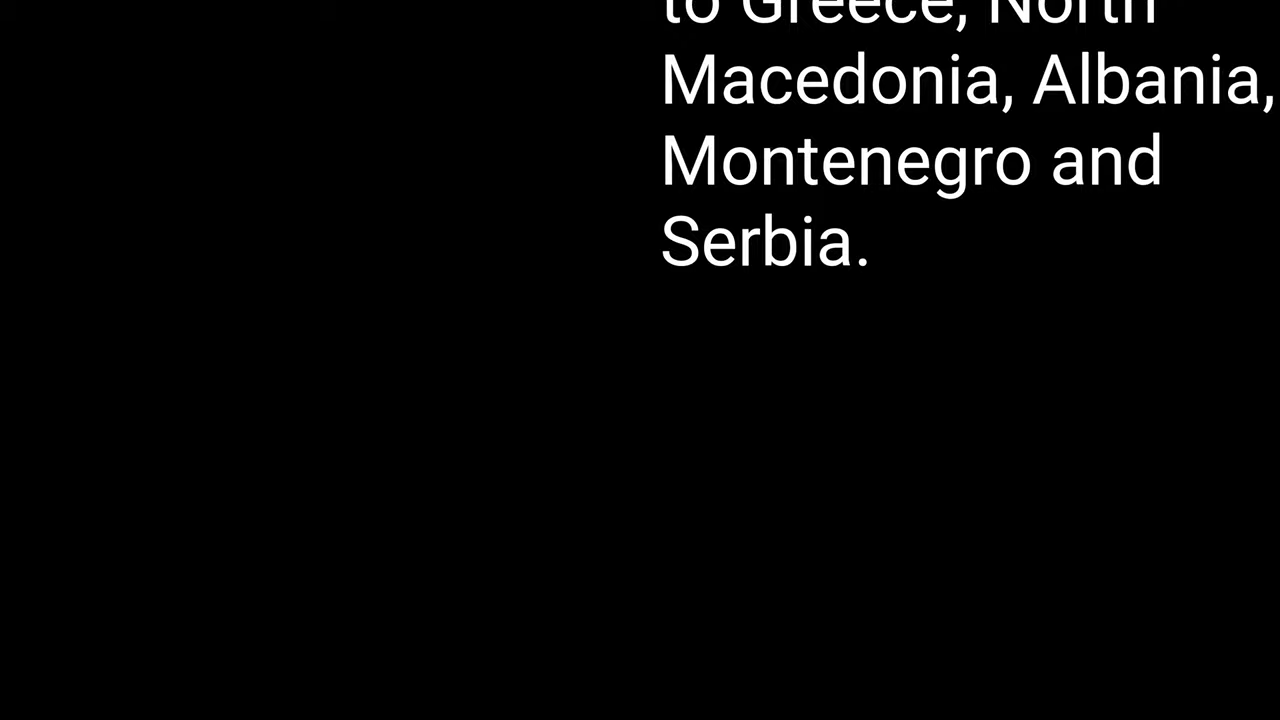 to Greece, North
Macedonia, Albania,
Montenegro and
Serbia.